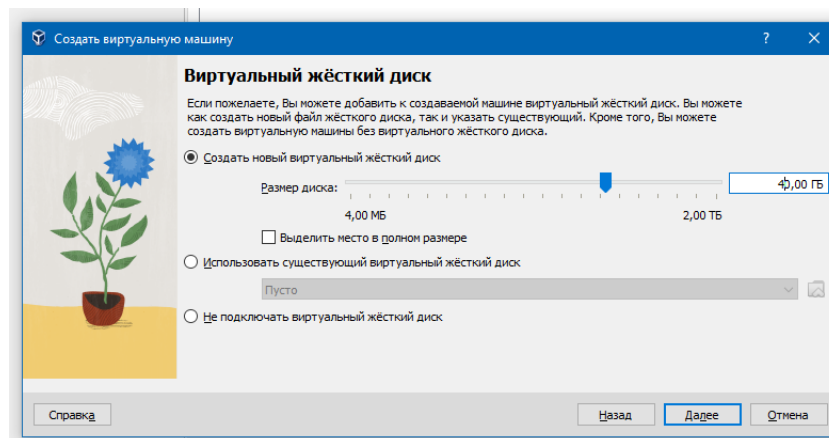 Создать виртуальную машину
Виртуальный жёсткий диск
Если пожелаете, Вы можете добавить к создаваемой машине виртуальный жёсткий диск. Вы можете
как создать новый файл жёсткого диска, так и указать существующий. Кроме того, Вы можете
создать виртуальную машины без виртуального жёсткого диска.
Создать новый виртуальный жёсткий диск
Размер диска:
ГБ
4,00 МБ 2,00 ТБ
Выделить место в полном размере
Использовать существующий виртуальный жёсткий диск
Пусто
Не подключать виртуальный жёсткий диск
Справка Назад Далее Отмена